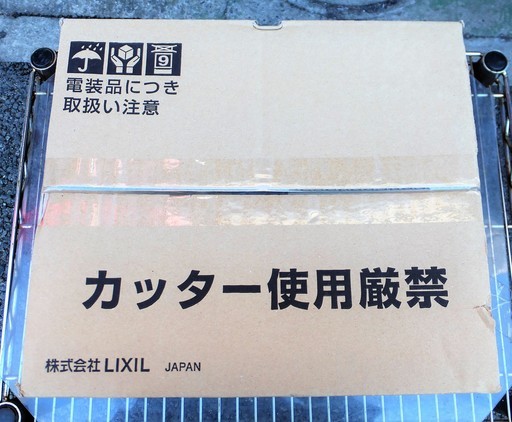 9
電装品につき
取扱い注意
カッター使用厳禁
株式会社LIXIL JAPAN